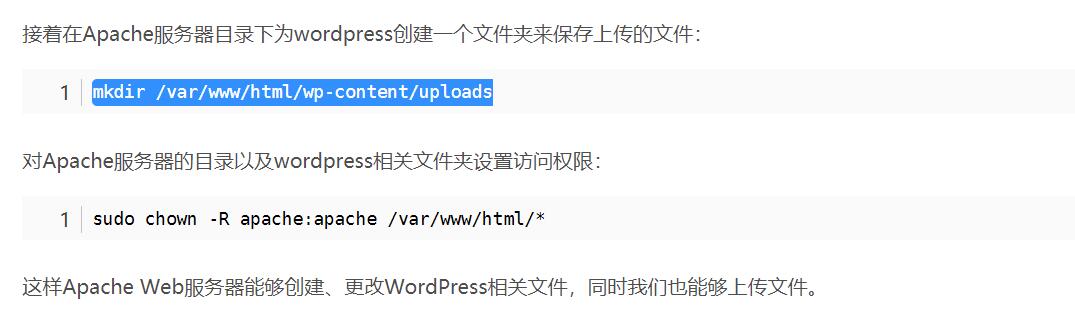 接着在Apache服务器目录下为wordpress创建一个文件夹来保存上传的文件：
1 mkdir /var/www/html/wp-content/uploads
对Apache服务器的目录以及wordpress相关文件夹设置访问权限：
1 sudo chown -R apache:apache /var/www/html/*
这样Apache Web服务器能够创建、更改WordPress相关文件，同时我们也能够上传文件。